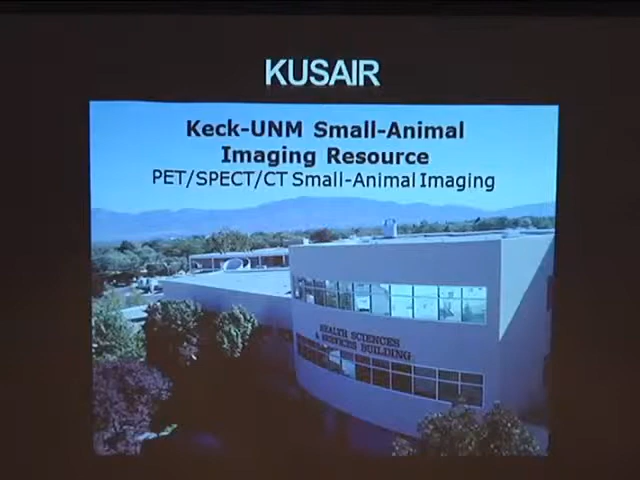 KUSAIR
Keck-UNM Small-Animal
Imaging Resource
PET/SPECT/CT Small-Animal Imaging
HEALTH SCIENCES
& SERVICES BUILDING